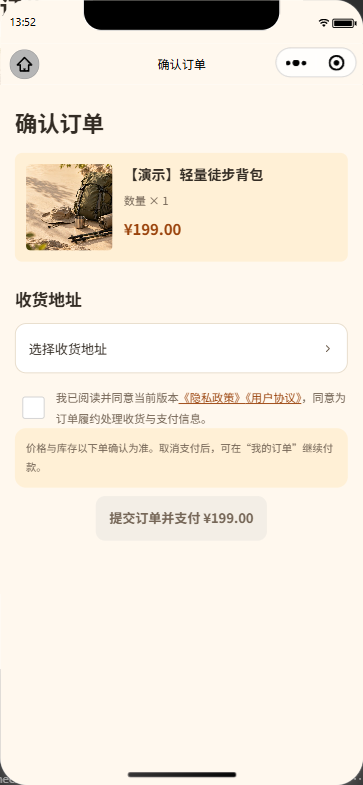 13:52
确认订单
确认订单
【演示】轻量徒步背包
数量 × 1
¥199.00
收货地址
选择收货地址
我已阅读并同意当前版本《隐私政策》《用户协议》，同意为
订单履约处理收货与支付信息。
价格与库存以下单确认为准。取消支付后，可在“我的订单”继续付
款。
提交订单并支付 ¥199.00